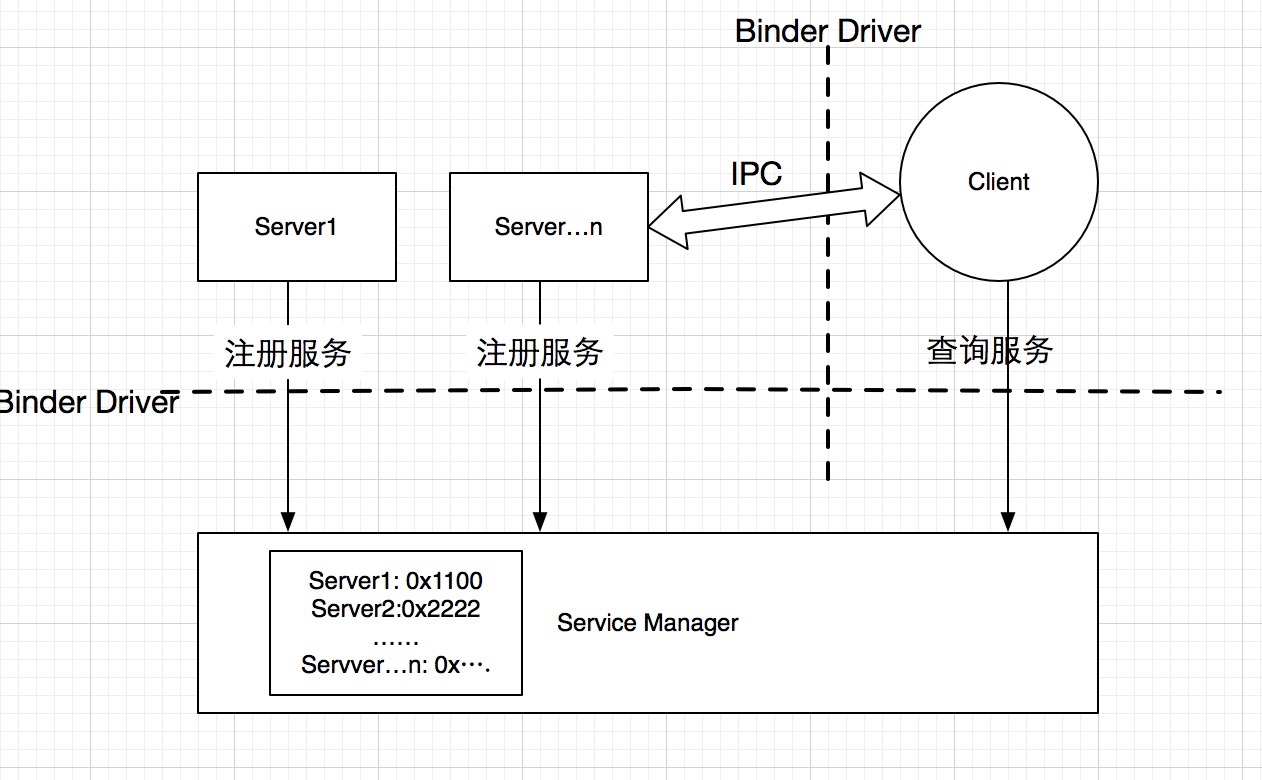 Binder Driver
IPC
Client
Server1
Server...n
注册服务
注册服务
查询服务
Binder Driver
Server1: 0x1100
Server2:0x2222
......
Servver...n: 0x···.
Service Manager